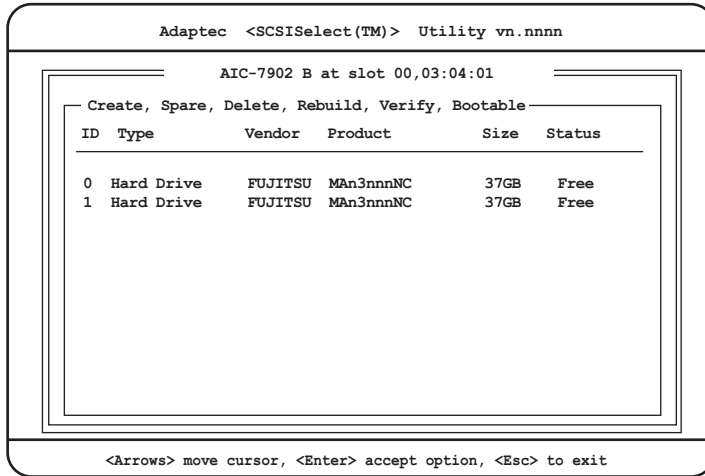 Adaptec <SCSISelect(TM)> Utility vn.nnnn
AIC-7902 B at slot 00,03:04:01
Create, Spare, Delete, Rebuild, Verify, Bootable
ID Type Vendor Product Size Status
0 Hard Drive FUJITSU MAn3nnnNC 37GB Free
1 Hard Drive FUJITSU MAn3nnnNC 37GB Free
<Arrows> move cursor, <Enter> accept option, <Esc> to exit